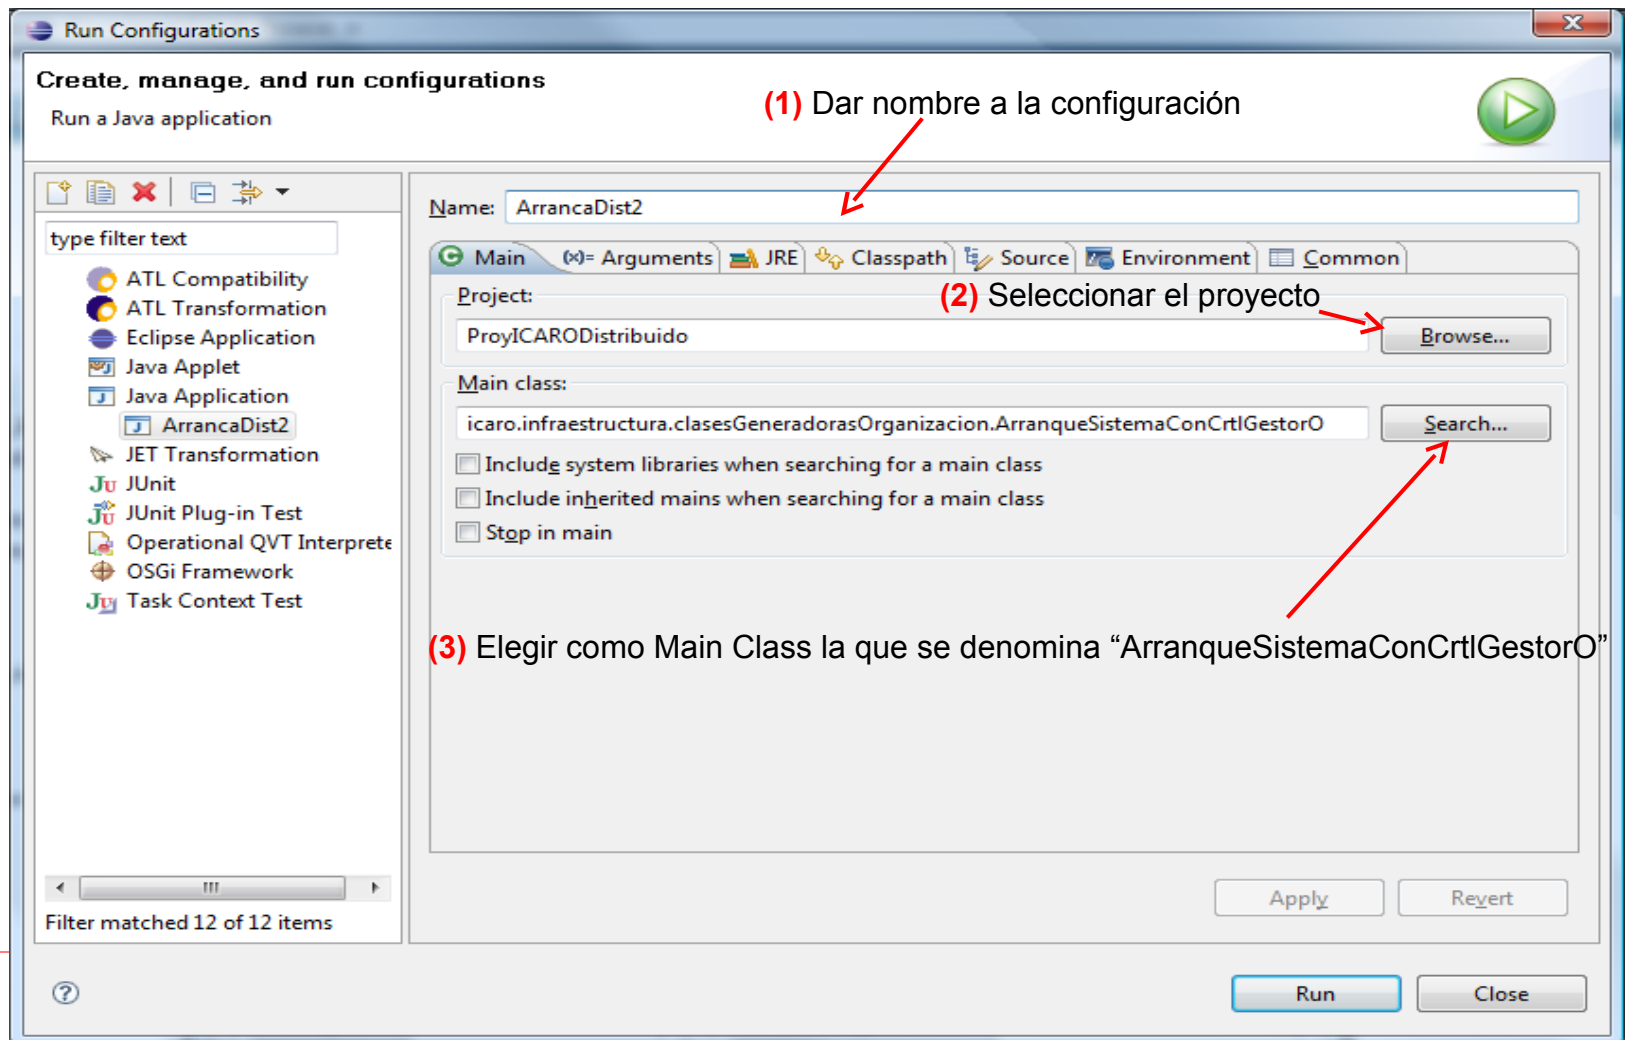 Run Configurations
Create, manage, and run configurations
Run a Java application
(1) Dar nombre a la configuración
type filter text
ATL Compatibility
ATL Transformation
Eclipse Application
Java Applet
Java Application
ArrancaDist2
JET Transformation
JUnit
JUnit Plug-in Test
Operational QVT Interprete
OSGi Framework
Task Context Test
Filter matched 12 of 12 items
Name: ArrancaDist2
Main (x)= Arguments JRE Classpath Source Environment Common
Project:
(2) Seleccionar el proyecto
ProyICARODistribuido Browse...
Main class:
icaro.infraestructura.clasesGeneradorasOrganizacion.ArranqueSistemaConCrtlGestorO Search...
Include system libraries when searching for a main class
Include inherited mains when searching for a main class
Stop in main
(3) Elegir como Main Class la que se denomina “ArranqueSistemaConCrtlGestorO”
Apply Revert
Run Close